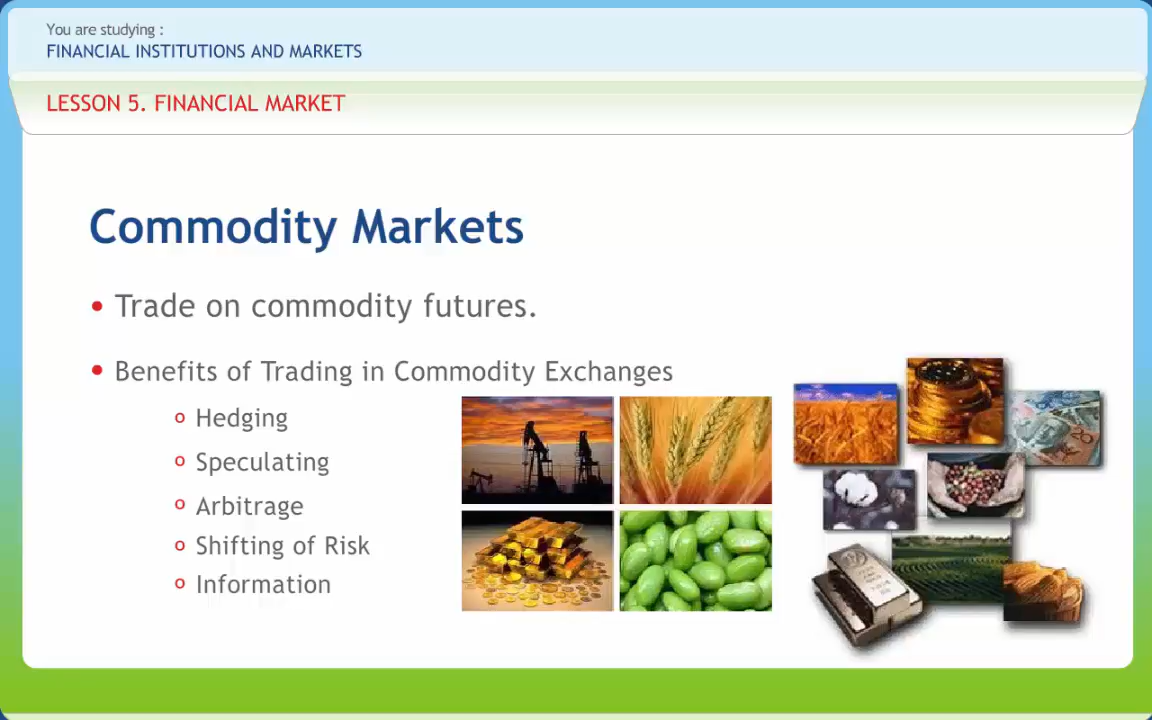 You are studying :
FINANCIAL INSTITUTIONS AND MARKETS
LESSON 5. FINANCIAL MARKET
Commodity Markets
• Trade on commodity futures.
• Benefits of Trading in Commodity Exchanges
o Hedging
o Speculating
o Arbitrage
o Shifting of Risk
o Information